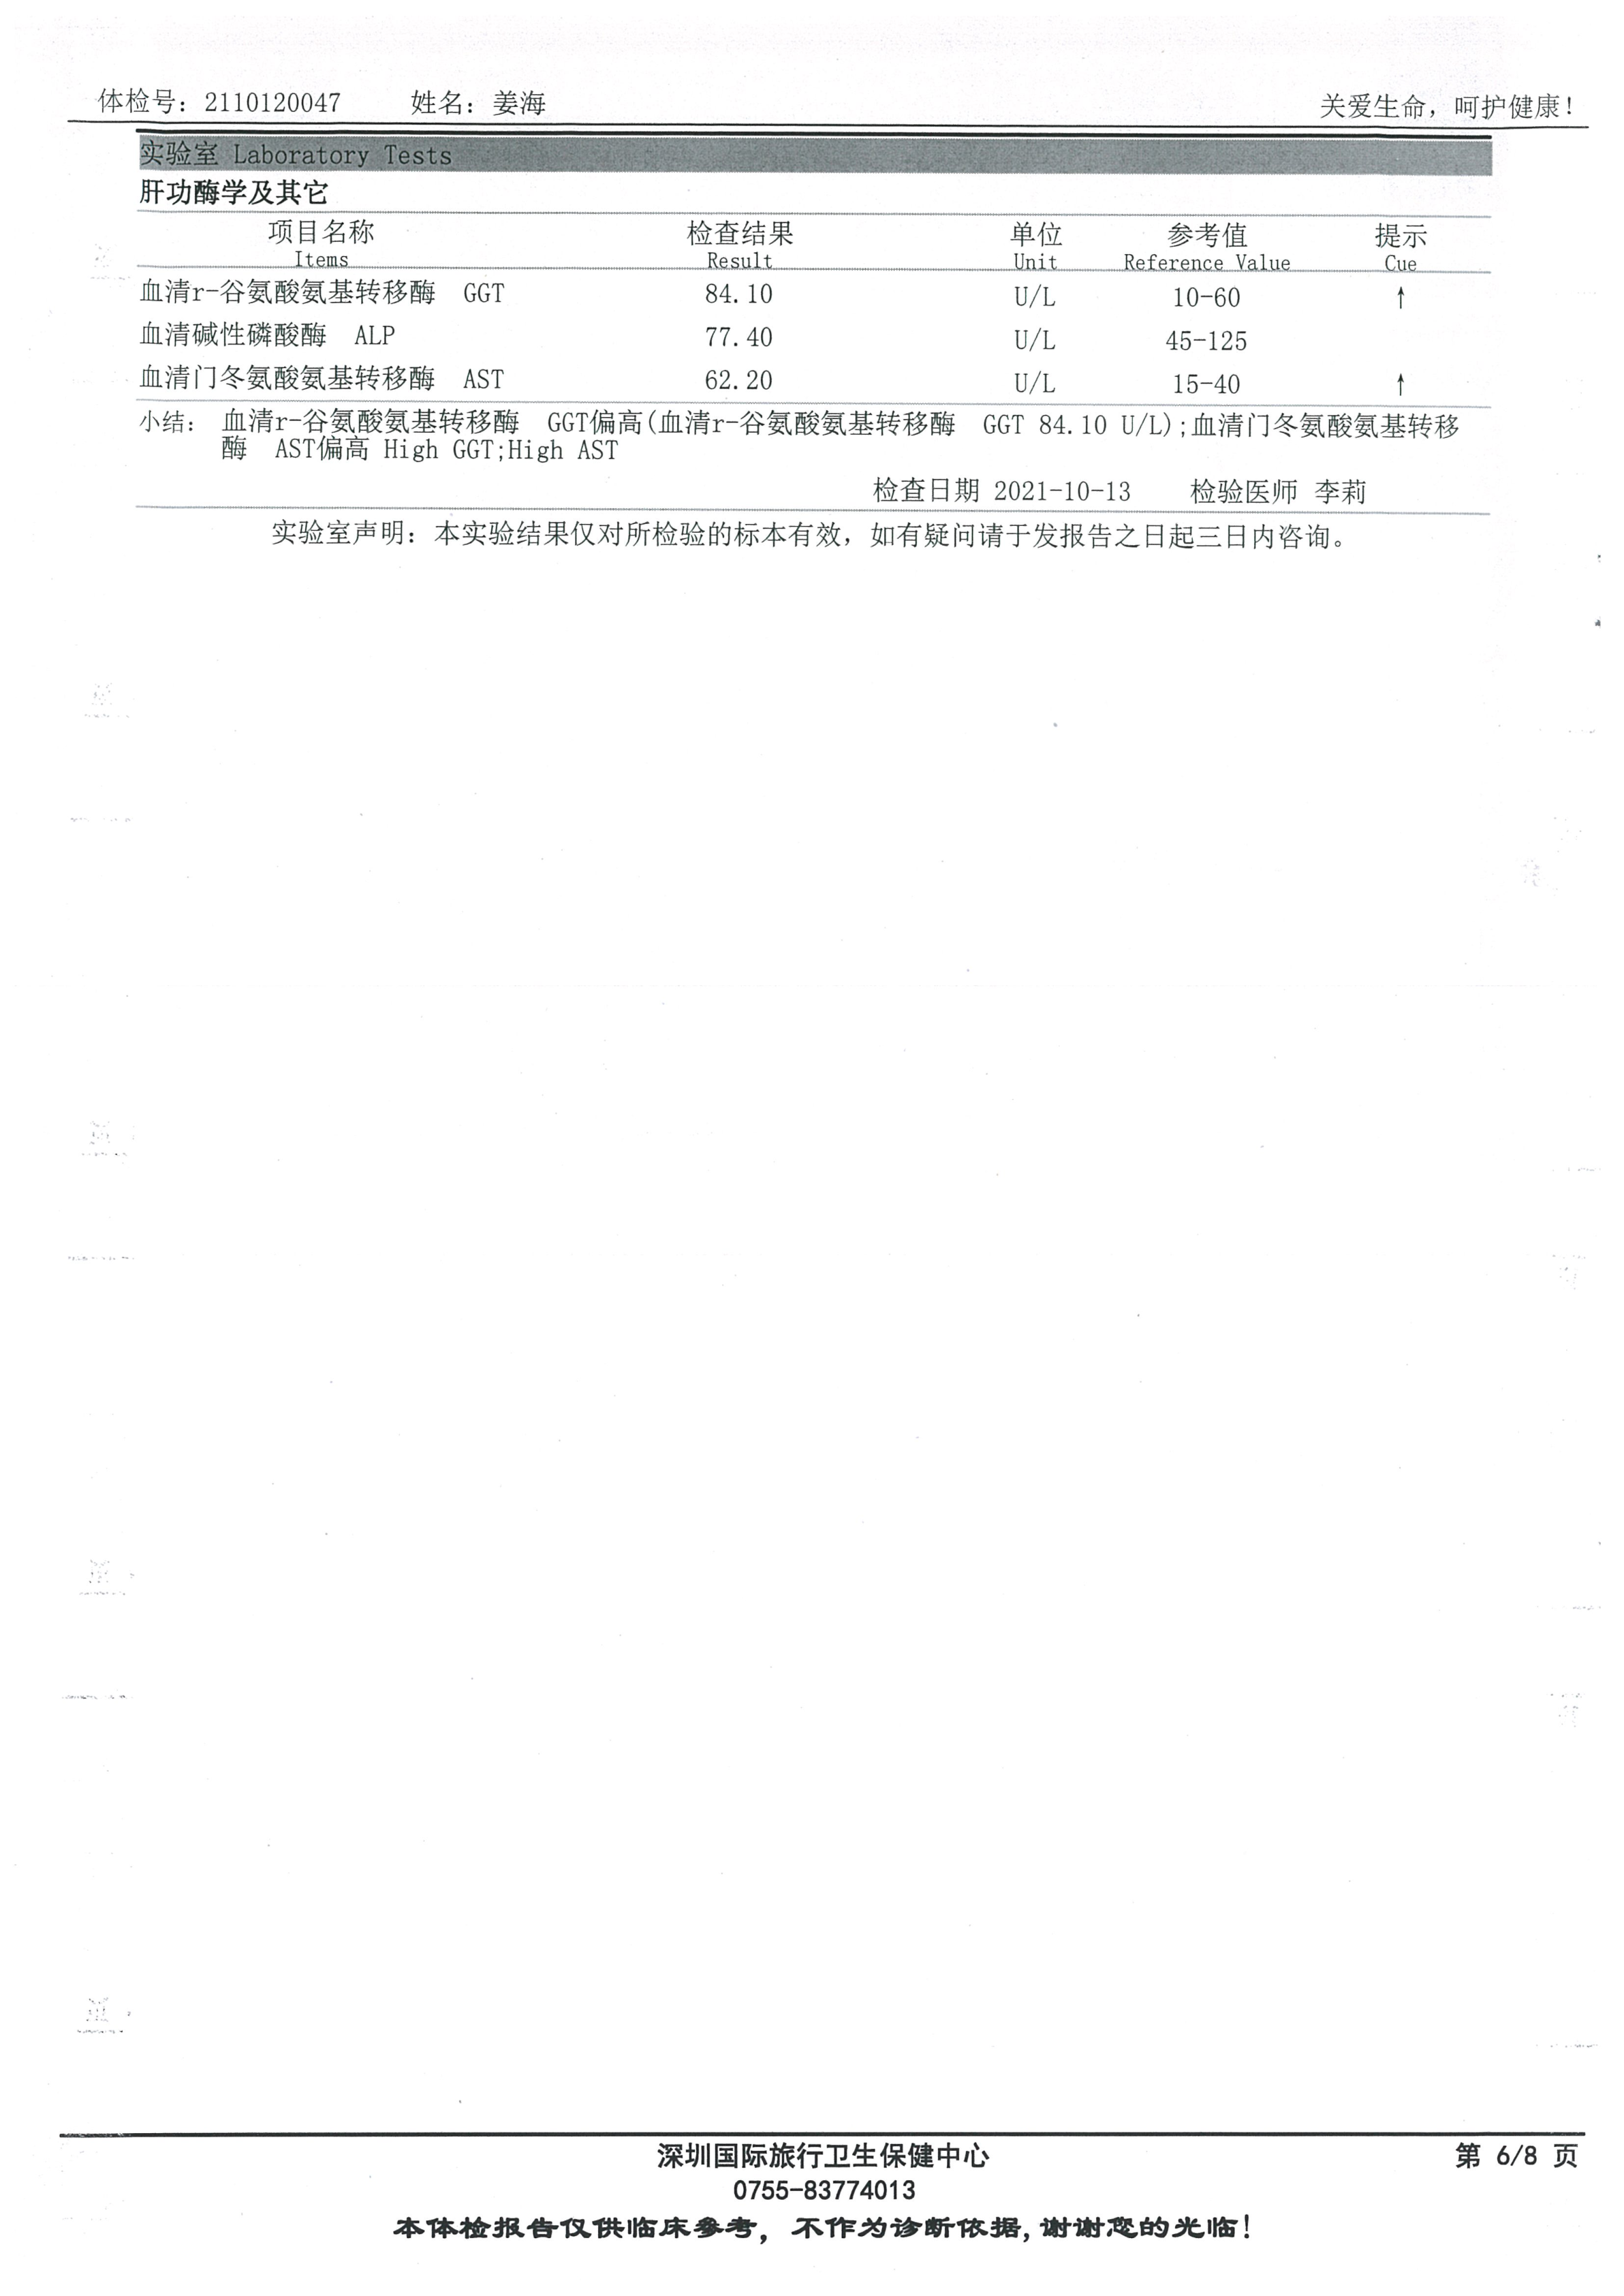 体检号：2110120047 姓名：姜海 关爱生命，呵护健康！
实验室 Laboratory Tests
肝功酶学及其它
项目名称 检查结果 单位 参考值 提示
Items Result Unit Reference Value Cue
血清r-谷氨酸氨基转移酶 GGT 84.10 U/L 10-60 ↑
血清碱性磷酸酶 ALP 77.40 U/L 45-125
血清门冬氨酸氨基转移酶 AST 62.20 U/L 15-40 ↑
小结： 血清r-谷氨酸氨基转移酶 GGT偏高(血清r-谷氨酸氨基转移酶 GGT 84.10 U/L);血清门冬氨酸氨基转移
酶 AST偏高 High GGT;High AST
检查日期 2021-10-13 检验医师 李莉
实验室声明：本实验结果仅对所检验的标本有效，如有疑问请于发报告之日起三日内咨询。
深圳国际旅行卫生保健中心 第 6/8 页
0755-83774013
本体检报告仅供临床参考，不作为诊断依据,谢谢您的光临！